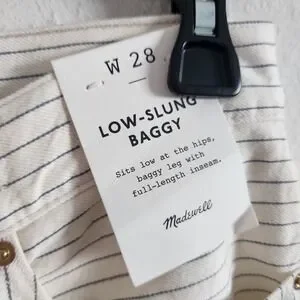 W 28
LOW-SLUNG
BAGGY
Sits low at the hips,
baggy leg with
full-length inseam.
Madewell